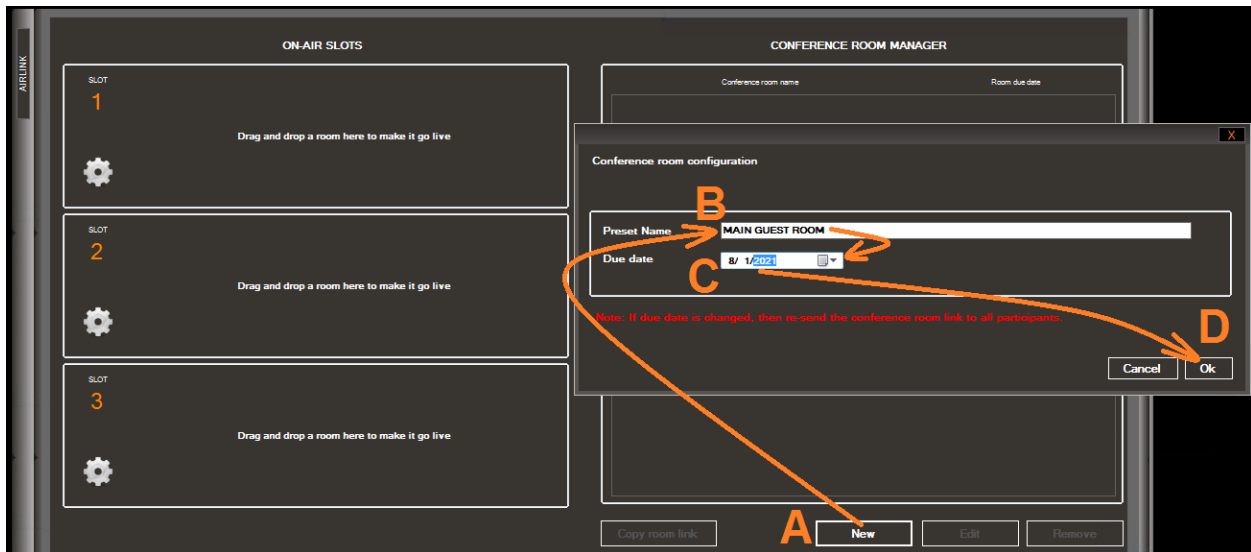 AIRLINK
ON-AIR SLOTS
SLOT
1
Drag and drop a room here to make it go live
SLOT
2
Drag and drop a room here to make it go live
SLOT
3
Drag and drop a room here to make it go live
CONFERENCE ROOM MANAGER
Conference room name Room due date
X
Conference room configuration
B
Preset Name MAIN GUEST ROOM
Due date 8/ 1/2021
C
Note: If due date is changed, then re-send the conference room link to all participants.
D
Cancel Ok
A
Copy room link New Edit Remove